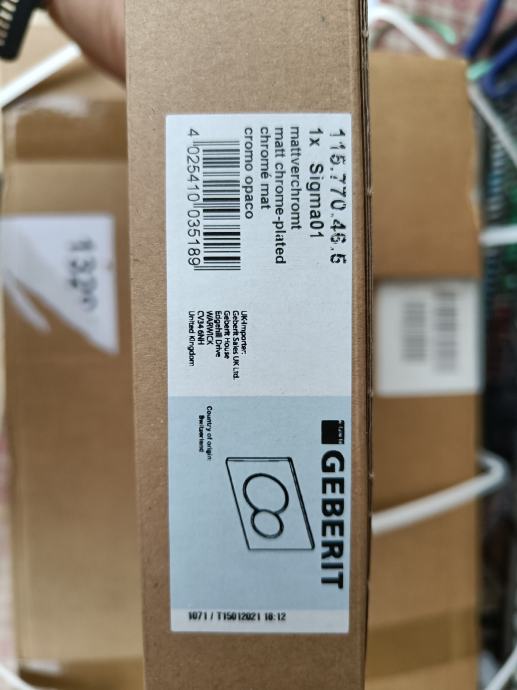 115.770.46.5
1x Sigma01
mattverchromt
matt chrome-plated
chromé mat
cromo opaco
4 025410 035189
UK-Importer:
Geberit Sales UK Ltd.
Geberit House
Edgehill Drive
WARWICK
CV34 6NH
United Kingdom
GEBERIT
Country of origin:
Switzerland
1071 / T15012021 10:12